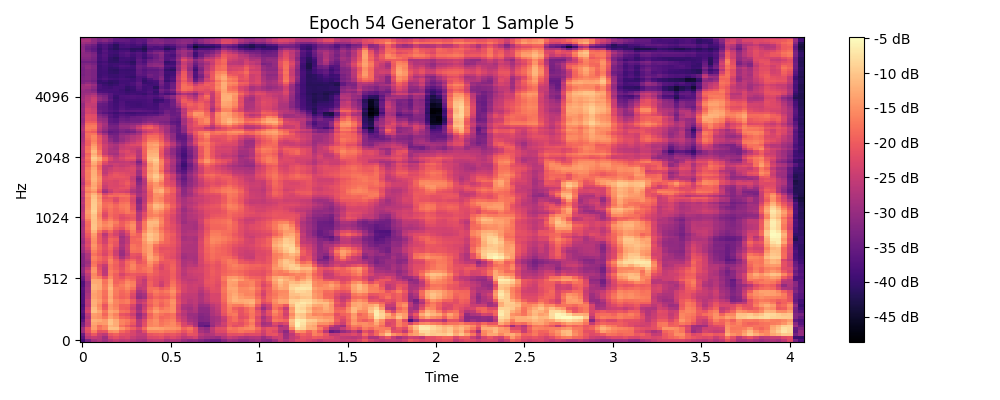 Epoch 54 Generator 1 Sample 5
Hz
4096
2048
1024
512
0
0 0.5 1 1.5 2 2.5 3 3.5 4
Time
-5 dB
-10 dB
-15 dB
-20 dB
-25 dB
-30 dB
-35 dB
-40 dB
-45 dB